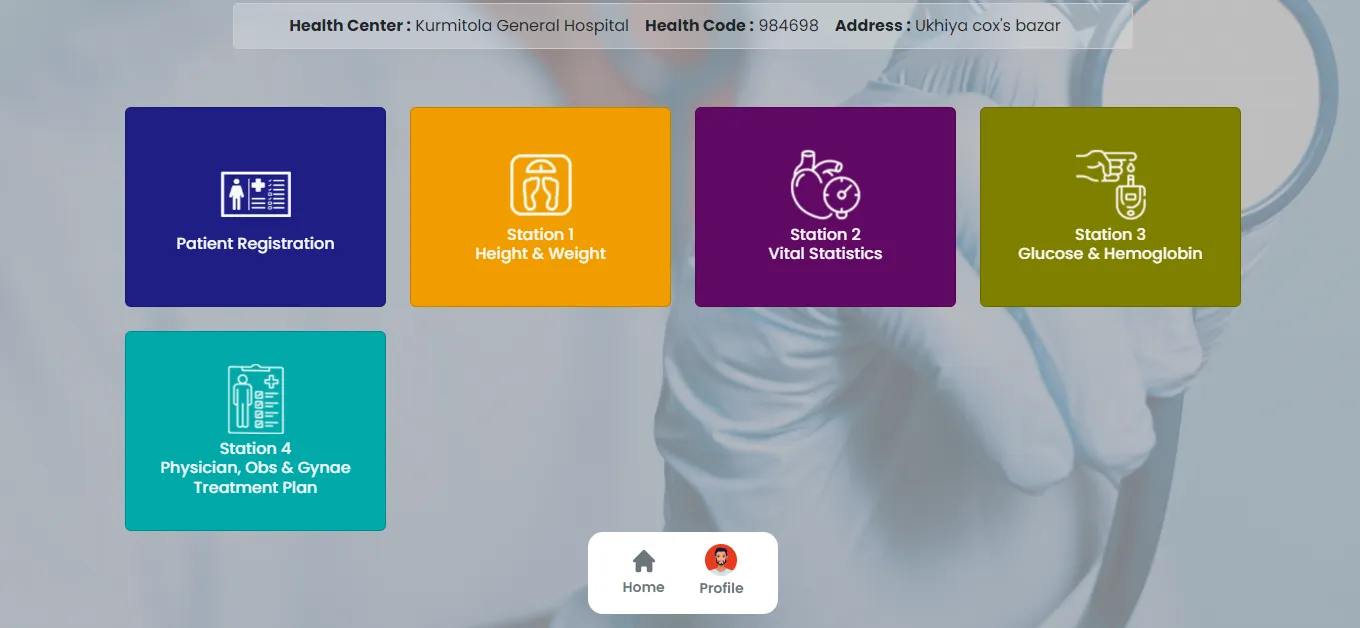 Health Center : Kurmitola General Hospital Health Code : 984698 Address : Ukhiya cox's bazar
Patient Registration
Station 1
Height & Weight
Station 2
Vital Statistics
Station 3
Glucose & Hemoglobin
Station 4
Physician, Obs & Gynae
Treatment Plan
Home
Profile